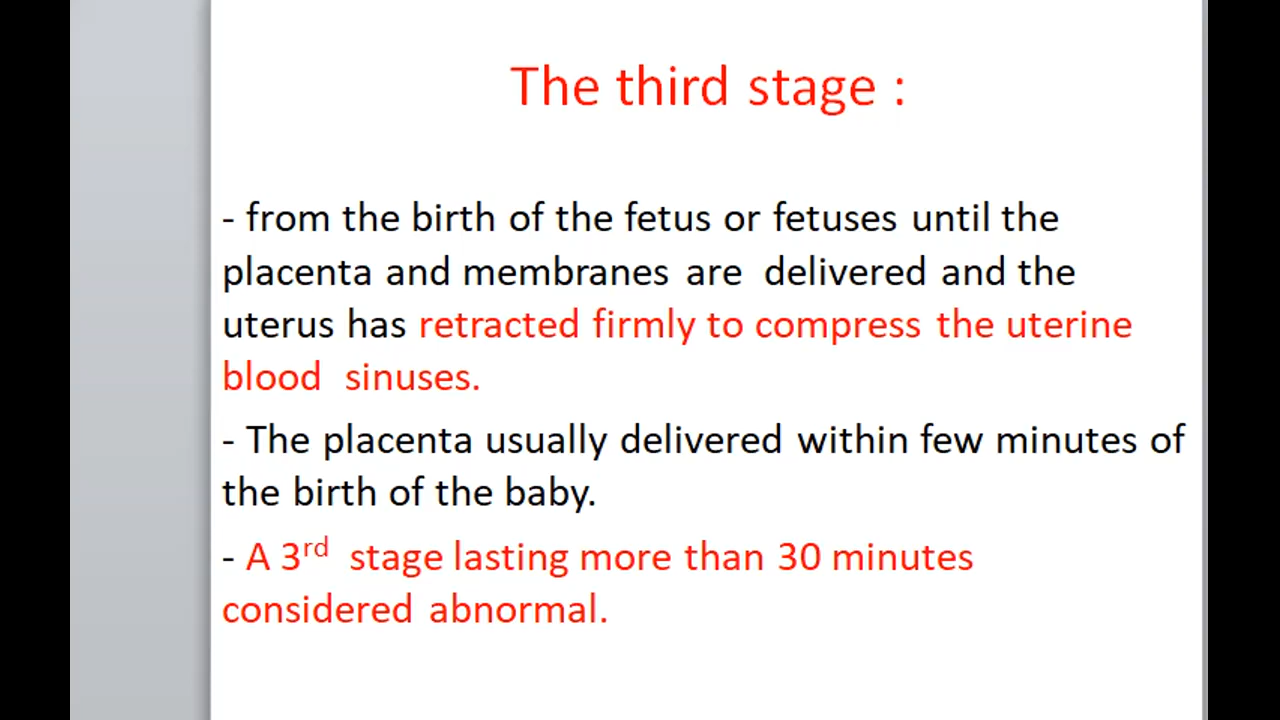 The third stage :
- from the birth of the fetus or fetuses until the
placenta and membranes are delivered and the
uterus has retracted firmly to compress the uterine
blood sinuses.
- The placenta usually delivered within few minutes of
the birth of the baby.
- A 3rd stage lasting more than 30 minutes
considered abnormal.